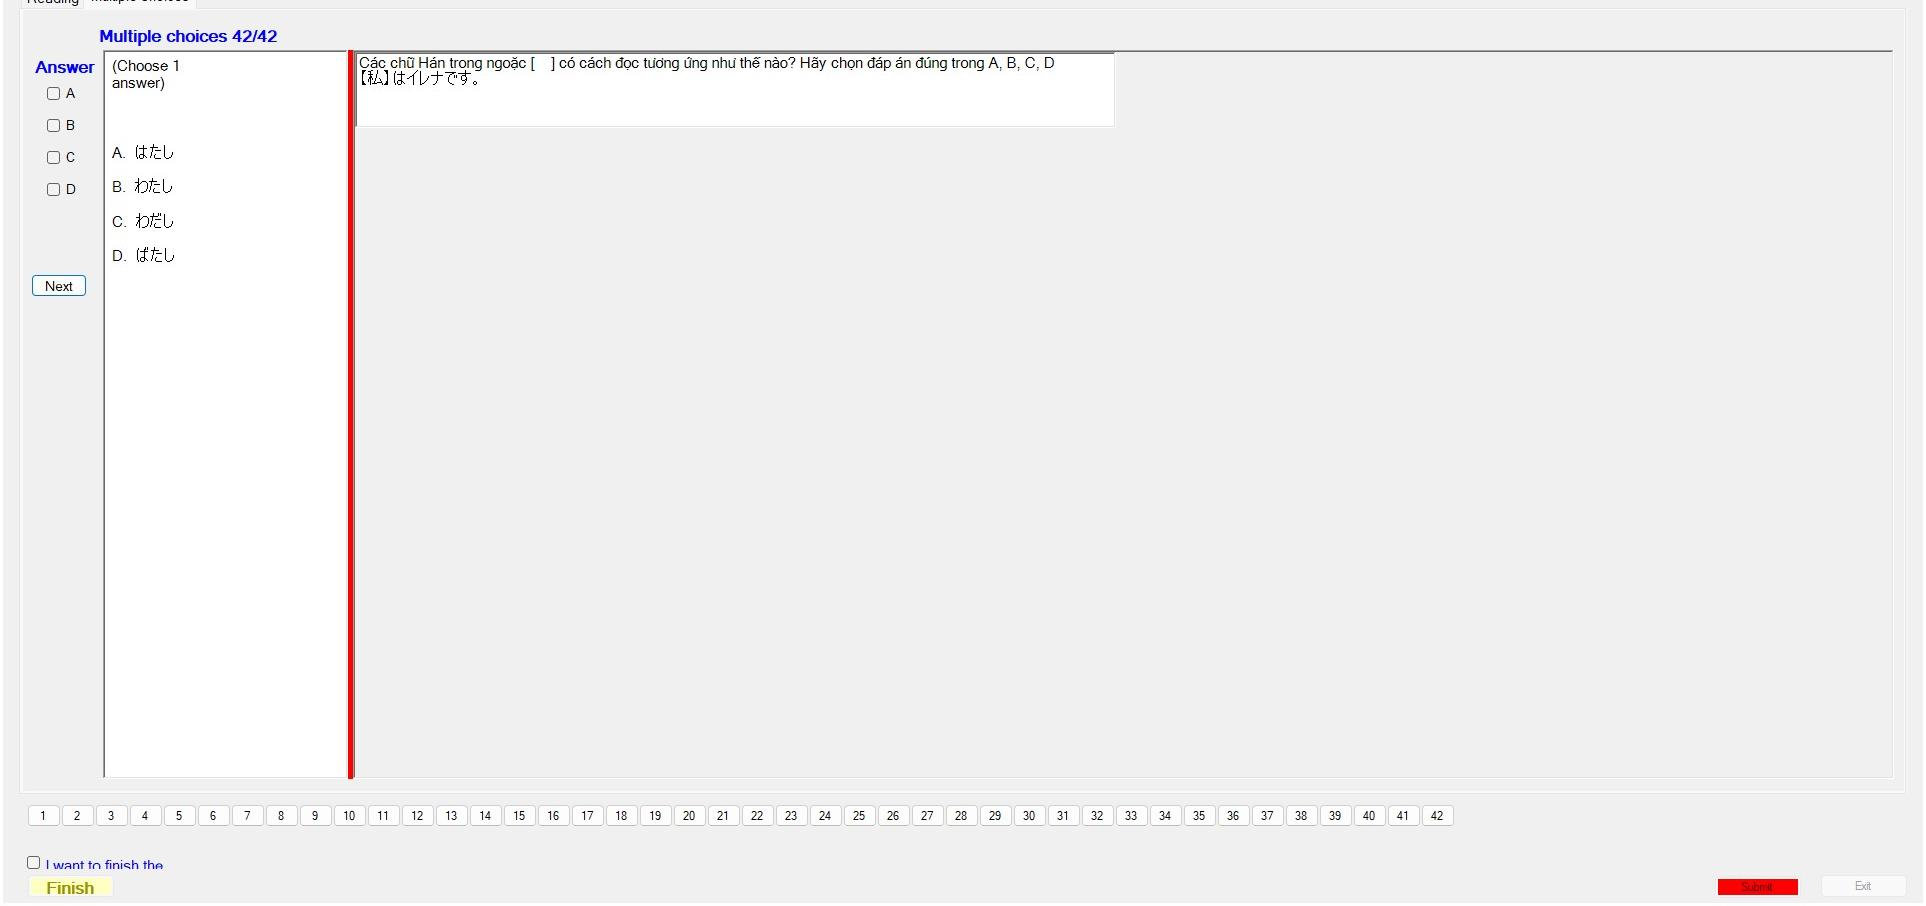 Reading Multiple Choices
Multiple choices 42/42
Answer
A
B
C
D
Next
(Choose 1
answer)
A. はたし
B. わたし
C. わだし
D. ばたし
Các chữ Hán trong ngoặc [ ] có cách đọc tương ứng như thế nào? Hãy chọn đáp án đúng trong A, B, C, D
【私】はイレナです。
1 2 3 4 5 6 7 8 9 10 11 12 13 14 15 16 17 18 19 20 21 22 23 24 25 26 27 28 29 30 31 32 33 34 35 36 37 38 39 40 41 42
I want to finish the
Finish
Submit
Exit